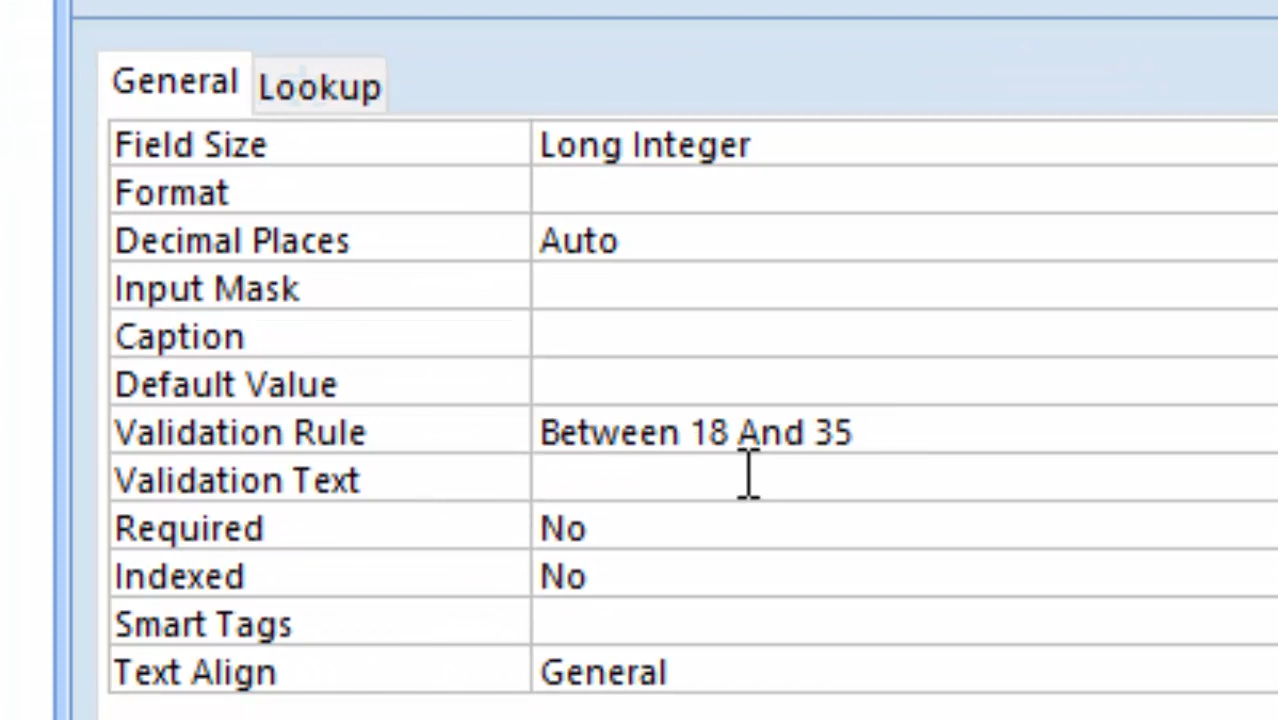 General Lookup
Field Size Long Integer
Format
Decimal Places Auto
Input Mask
Caption
Default Value
Validation Rule Between 18 And 35
Validation Text
Required No
Indexed No
Smart Tags
Text Align General